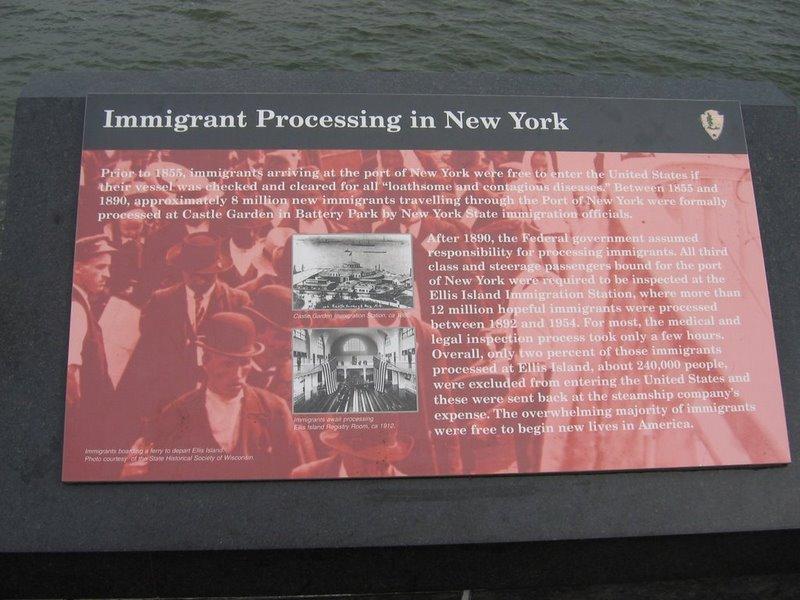 Immigrant Processing in New York
Prior to 1855, immigrants arriving at the port of New York were free to enter the United States if
their vessel was checked and cleared for all “loathsome and contagious diseases.” Between 1855 and
1890, approximately 8 million new immigrants travelling through the Port of New York were formally
processed at Castle Garden in Battery Park by New York State immigration officials.
After 1890, the Federal government assumed
responsibility for processing immigrants. All third
class and steerage passengers bound for the port
of New York were required to be inspected at the
Ellis Island Immigration Station, where more than
12 million hopeful immigrants were processed
between 1892 and 1954. For most, the medical and
legal inspection process took only a few hours.
Overall, only two percent of those immigrants
processed at Ellis Island, about 240,000 people,
were excluded from entering the United States and
these were sent back at the steamship company's
expense. The overwhelming majority of immigrants
were free to begin new lives in America.
Castle Garden Immigration Station, ca
Immigrants await processing
Ellis Island Registry Room, ca 1912.
Immigrants boarding a ferry to depart Ellis Island.
Photo courtesy of the State Historical Society of Wisconsin.